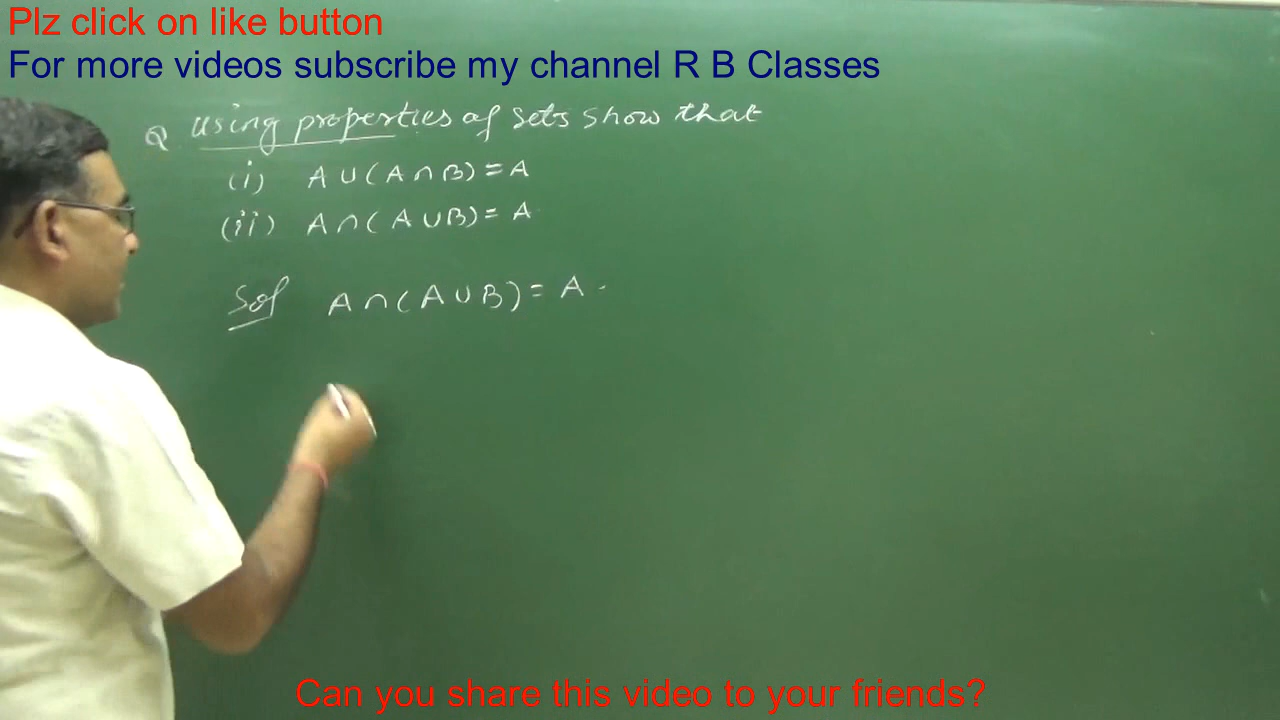 Plz click on like button
For more videos subscribe my channel R B Classes
Q using properties of sets show that
(i) A ∪ (A ∩ B) = A
(ii) A ∩ (A ∪ B) = A
Sol A ∩ (A ∪ B) = A .
Can you share this video to your friends?